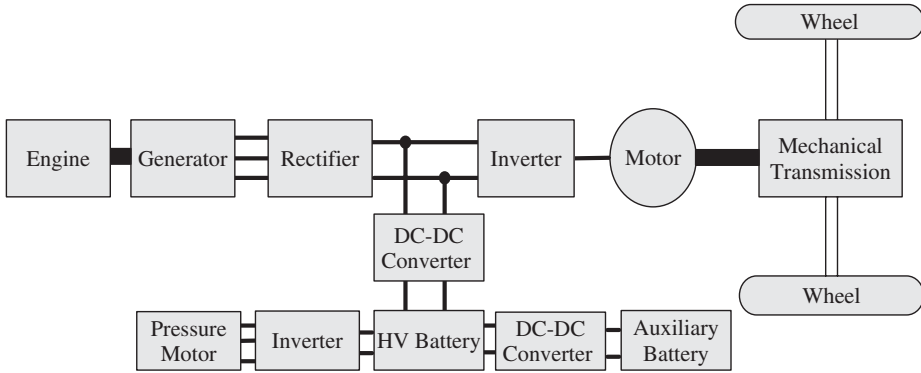 Wheel
Engine
Generator
Rectifier
Inverter
Motor
Mechanical
Transmission
DC-DC
Converter
Wheel
Pressure
Motor
Inverter
HV Battery
DC-DC
Converter
Auxiliary
Battery